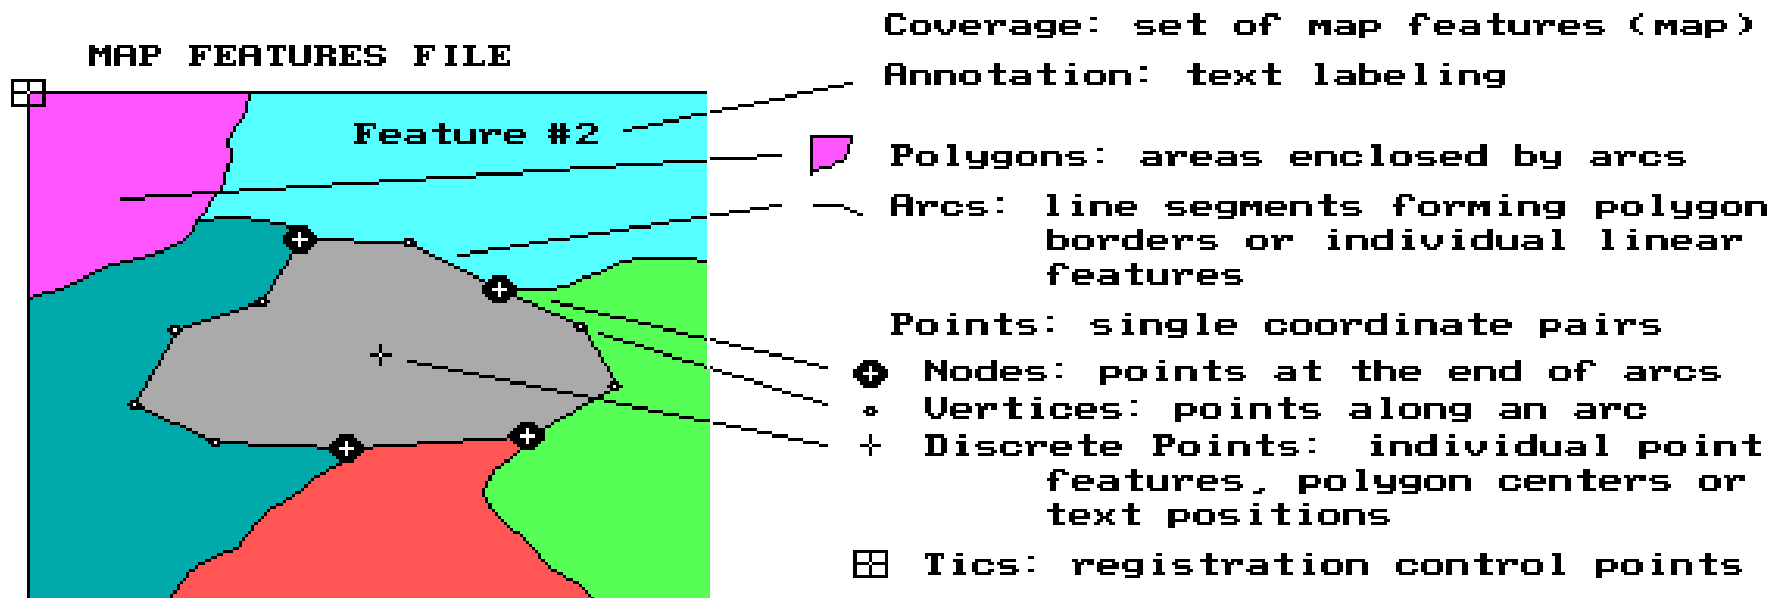 MAP FEATURES FILE
Feature #2
Coverage: set of map features (map)
Annotation: text labeling
Polygons: areas enclosed by arcs
Arcs: line segments forming polygon
borders or individual linear
features
Points: single coordinate pairs
Nodes: points at the end of arcs
Vertices: points along an arc
Discrete Points: individual point
features, polygon centers or
text positions
Tics: registration control points